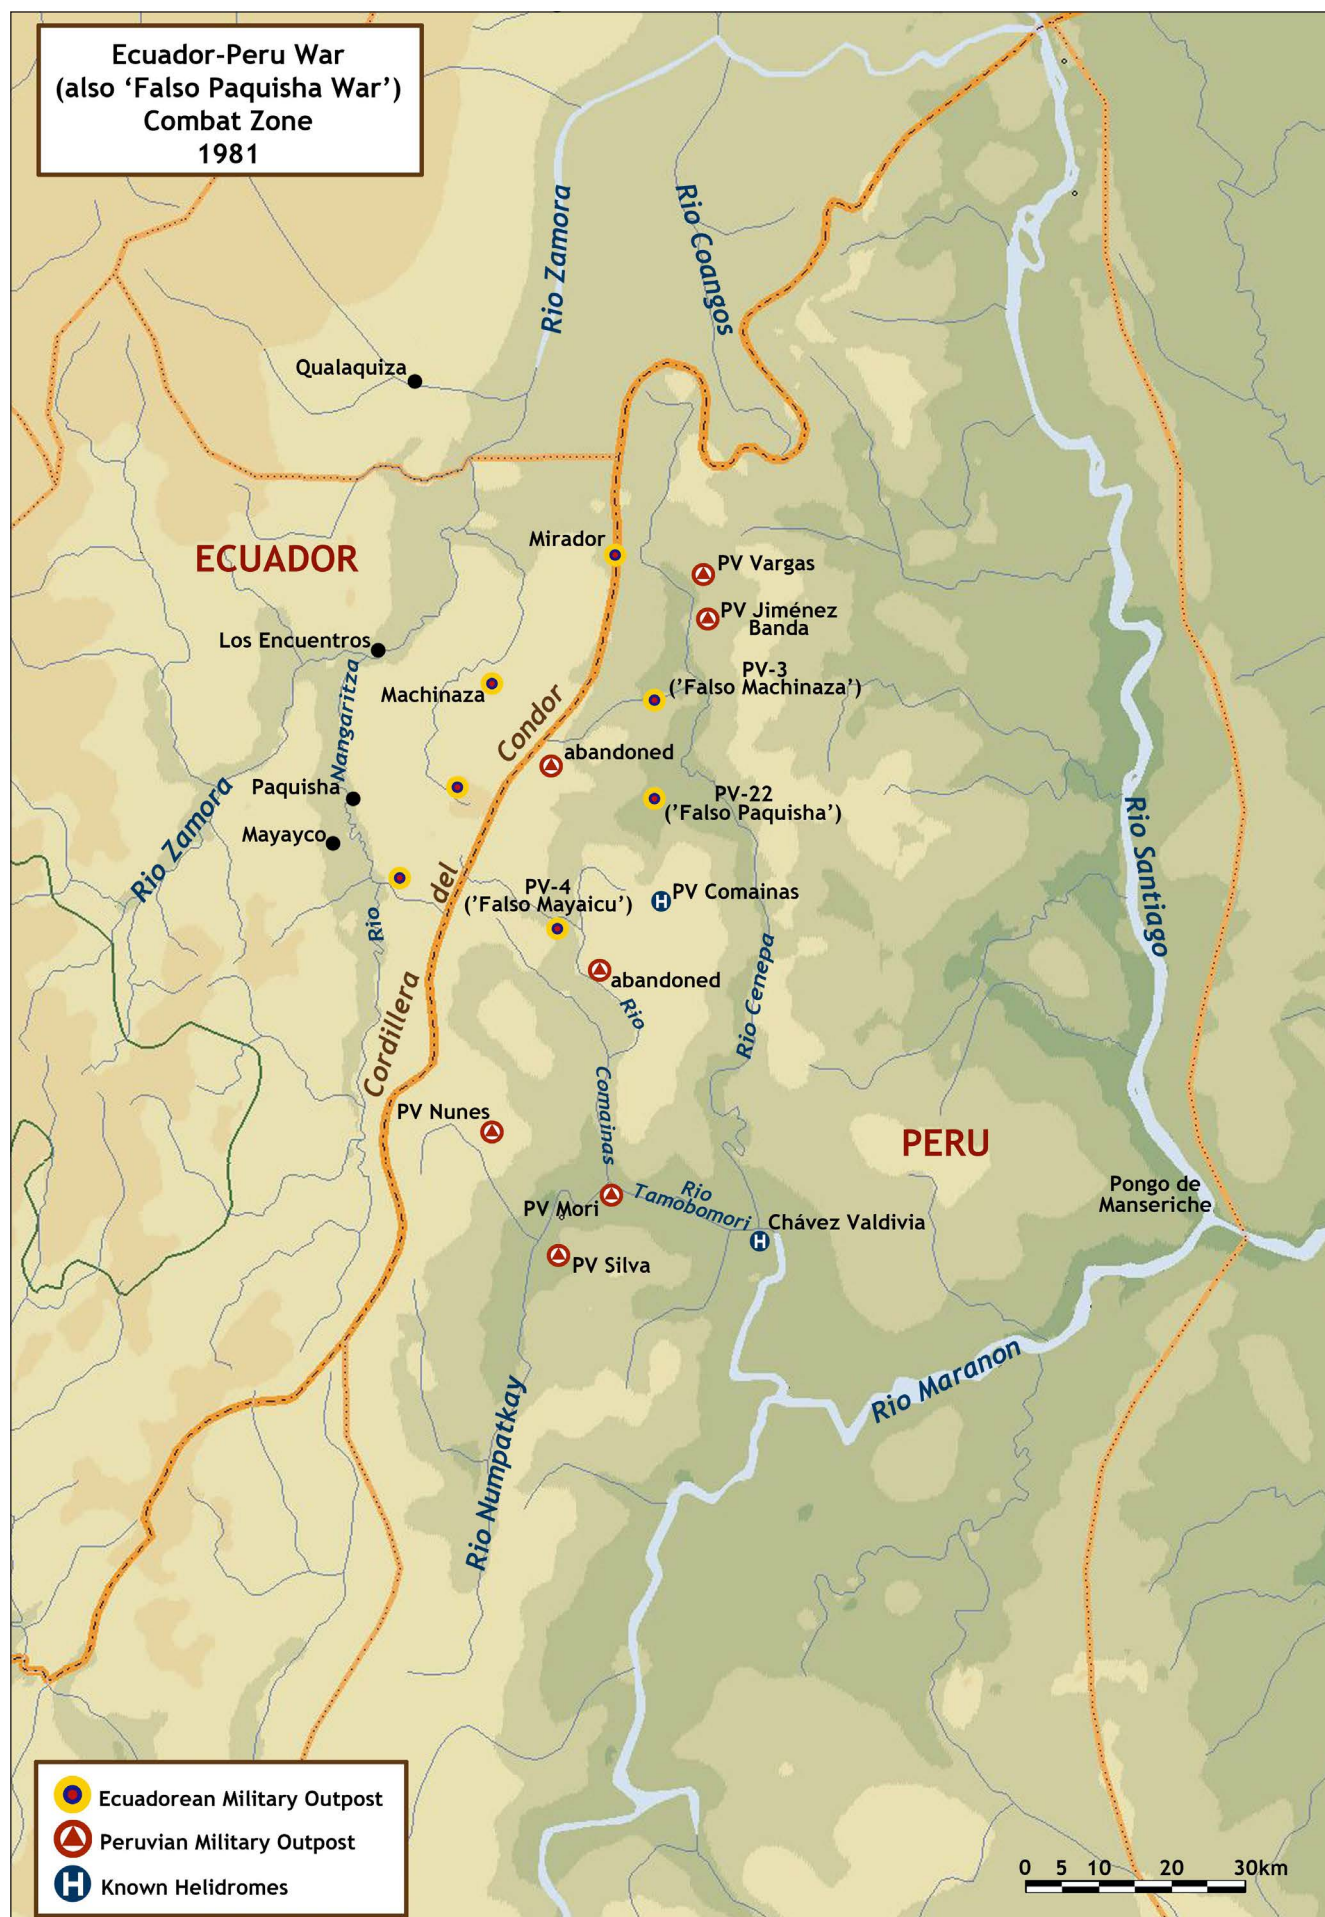 Ecuador-Peru War
(also ‘Falso Paquisha War’)
Combat Zone
1981
Rio Zamora
Rio Coangos
Qualaquiza
Mirador
ECUADOR
PV Vargas
PV Jiménez
Banda
Los Encuentros
Nangaritza
Machinaza
PV-3
(’Falso Machinaza’)
Condor
abandoned
Paquisha
PV-22
(’Falso Paquisha’)
Mayayco
Rio Zamora
Rio Santiago
del
PV-4
(’Falso Mayaicu’)
PV Comainas
Rio
abandoned
Rio
Rio Cenepa
Cordillera
Comainas
PV Nunes
PERU
Pongo de
Manseriche
Rio
Tamobomori
PV Mori
Chávez Valdivia
PV Silva
Rio Maranon
Rio Numpatkay
Ecuadorean Military Outpost
Peruvian Military Outpost
H Known Helidromes
H
H
0 5 10 20 30km